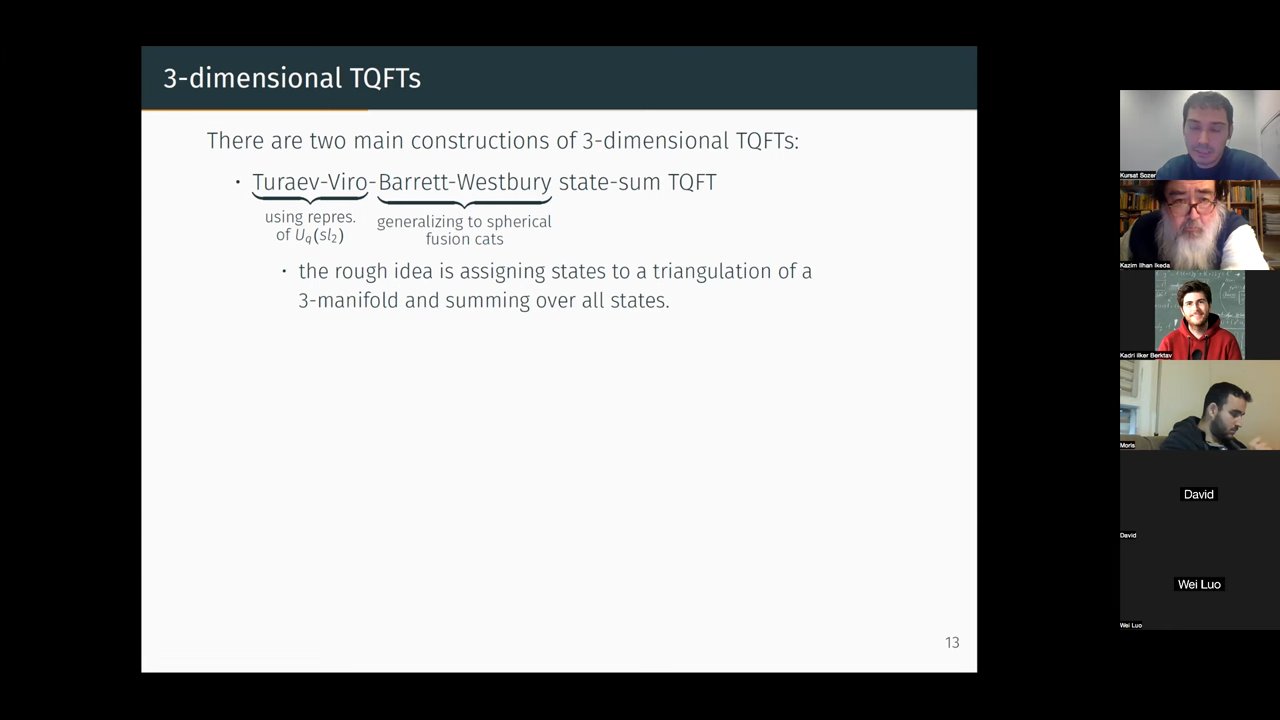 3-dimensional TQFTs
There are two main constructions of 3-dimensional TQFTs:
· Turaev-Viro-Barrett-Westbury state-sum TQFT
using repres. generalizing to spherical
of U_q(sl_2) fusion cats
· the rough idea is assigning states to a triangulation of a
3-manifold and summing over all states.
13
Kursat Sozer
Kazim Ilhan Ikeda
Kadri Ilker Berktav
Moris
David
David
Wei Luo
Wei Luo